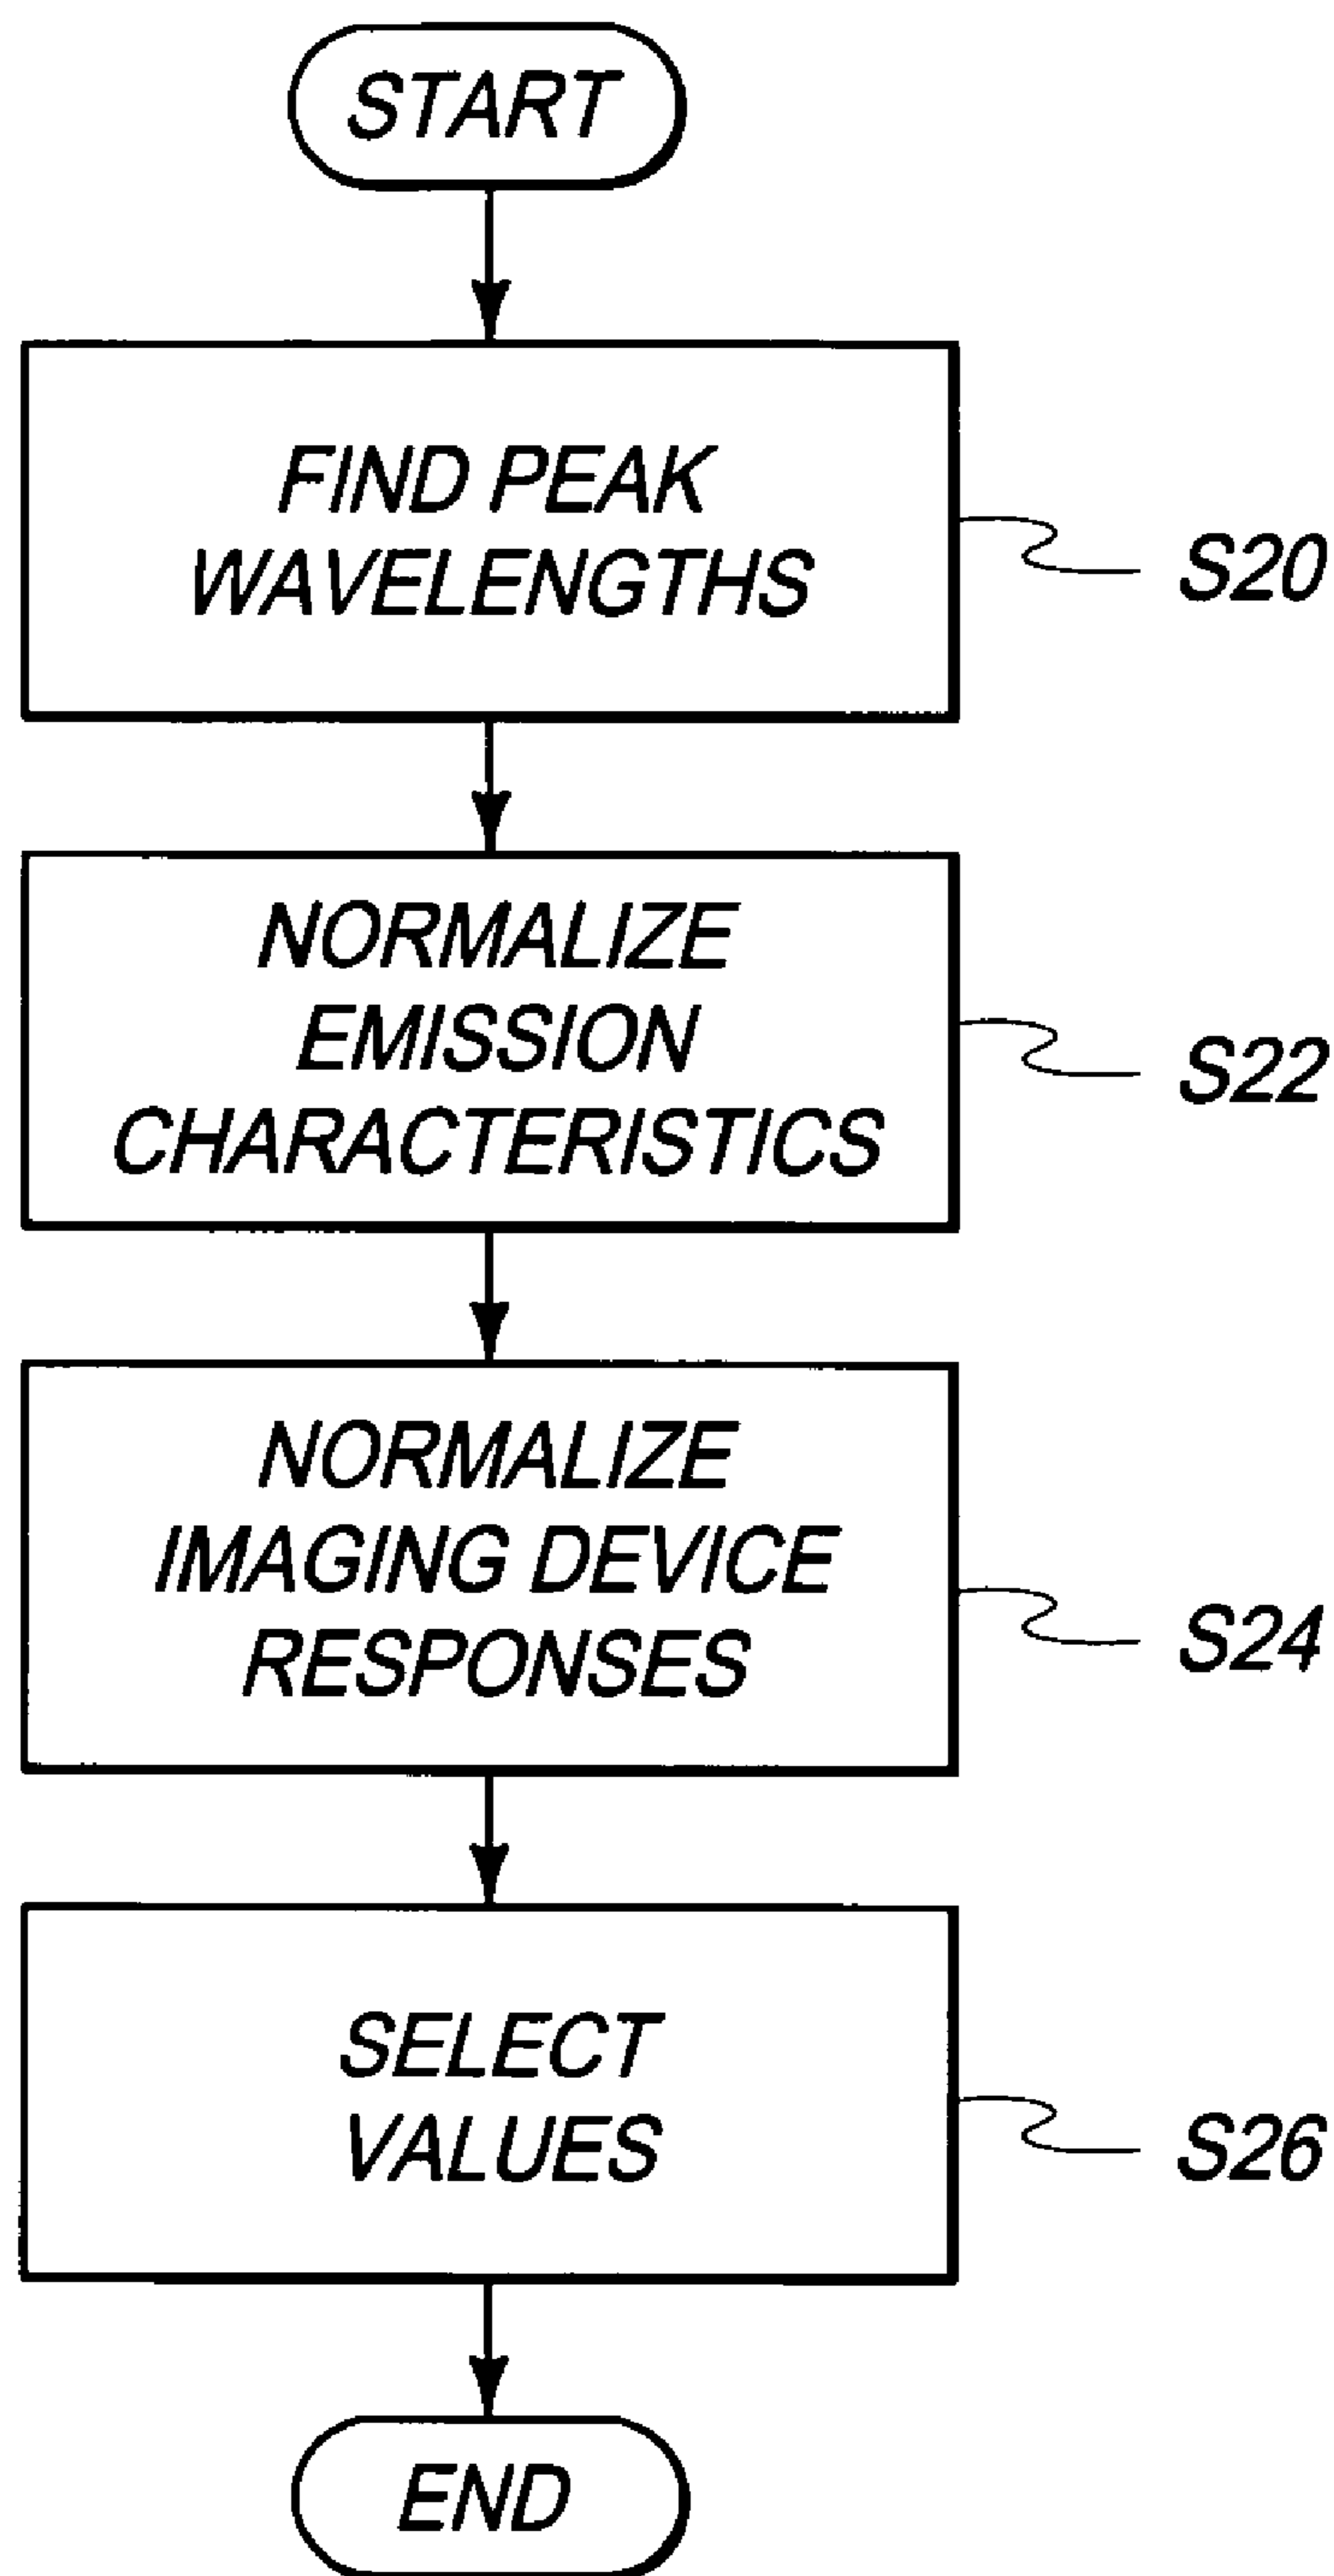 START
FIND PEAK
WAVELENGTHS
S20
NORMALIZE
EMISSION
CHARACTERISTICS
S22
NORMALIZE
IMAGING DEVICE
RESPONSES
S24
SELECT
VALUES
S26
END